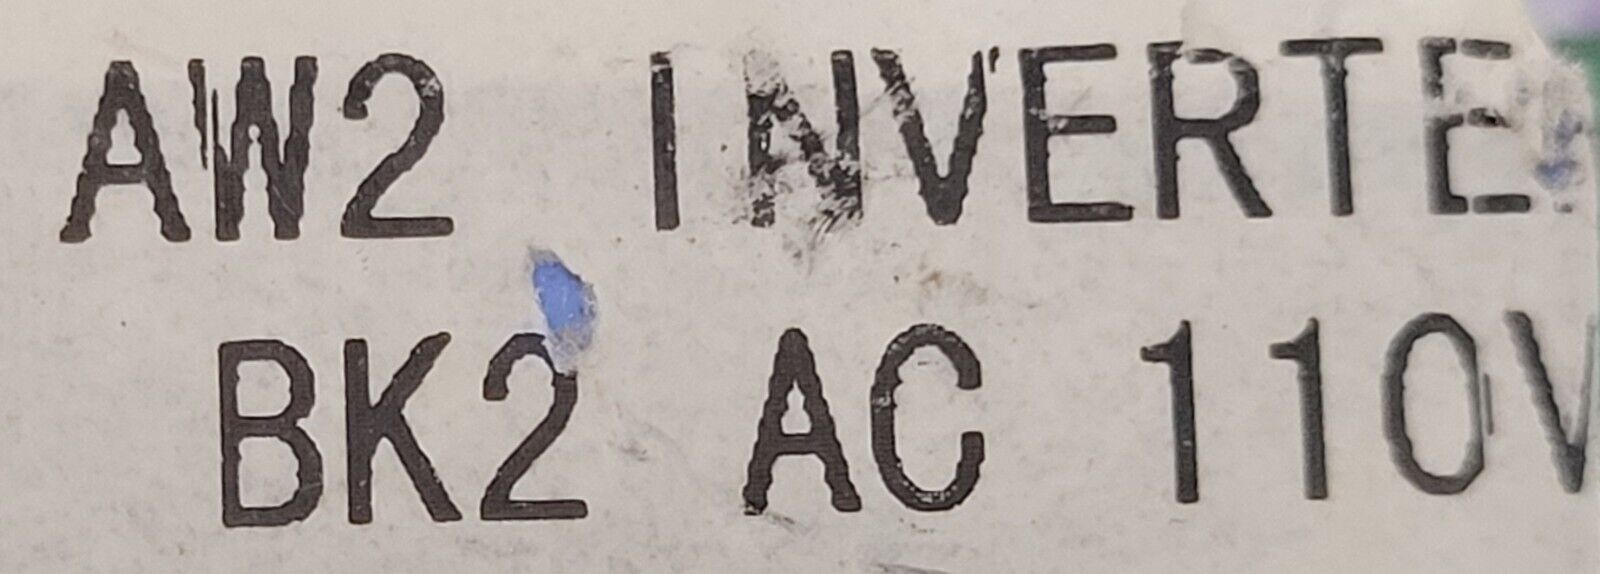 AW2 INVERTE
BK2 AC 110V